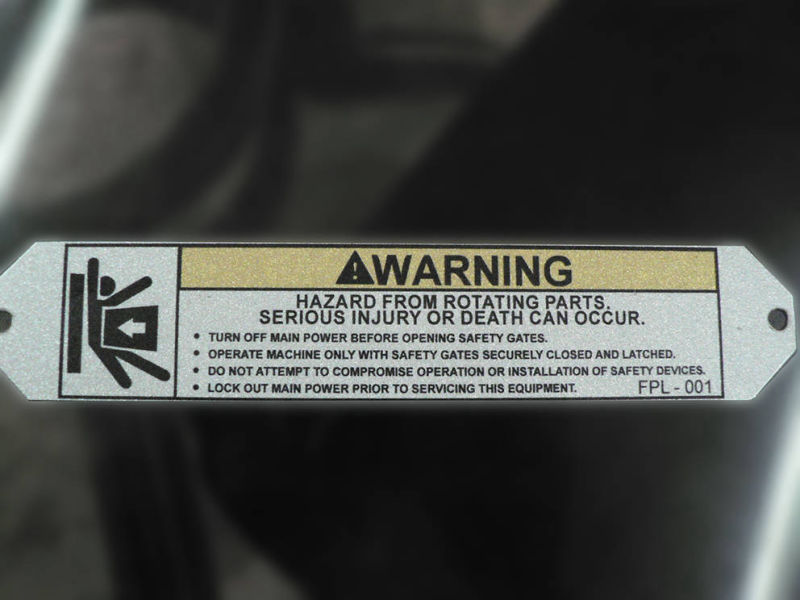 WARNING
HAZARD FROM ROTATING PARTS.
SERIOUS INJURY OR DEATH CAN OCCUR.
• TURN OFF MAIN POWER BEFORE OPENING SAFETY GATES.
• OPERATE MACHINE ONLY WITH SAFETY GATES SECURELY CLOSED AND LATCHED.
• DO NOT ATTEMPT TO COMPROMISE OPERATION OR INSTALLATION OF SAFETY DEVICES.
• LOCK OUT MAIN POWER PRIOR TO SERVICING THIS EQUIPMENT. FPL - 001